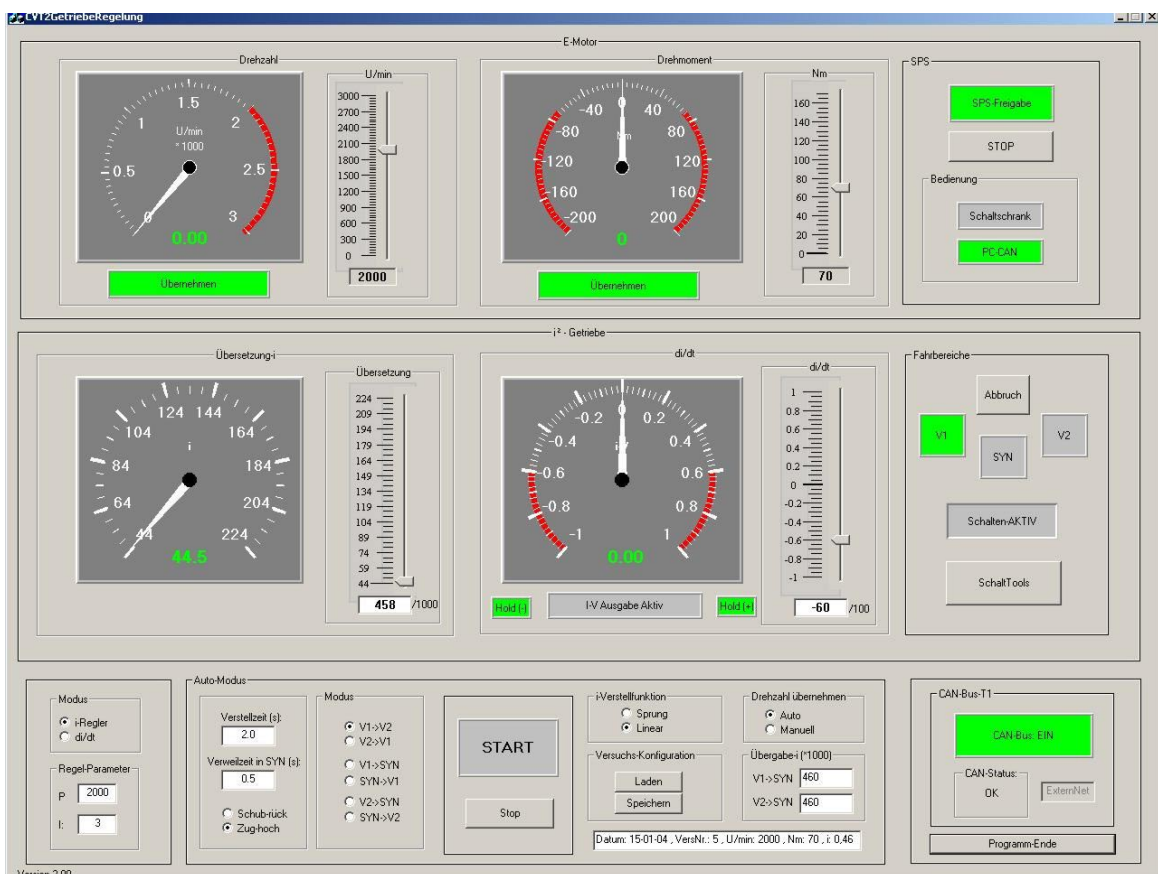 CVT2GetriebeRegelung
E-Motor
Drehzahl
0
0.5
1
1.5
2
2.5
3
U/min
* 1000
0.00
Übernehmen
U/min
3000
2700
2400
2100
1800
1500
1200
900
600
300
0
2000
Drehmoment
-200
-160
-120
-80
-40
0
40
80
120
160
200
Nm
0
Übernehmen
Nm
160
140
120
100
80
60
40
20
0
70
SPS
SPS-Freigabe
STOP
Bedienung
Schaltschrank
PC-CAN
i² - Getriebe
Übersetzung-i
44
64
84
104
124
144
164
184
204
224
i
44.5
Übersetzung
224
209
194
179
164
149
134
119
104
89
74
59
44
458 /1000
di/dt
-1
-0.8
-0.6
-0.4
-0.2
0
0.2
0.4
0.6
0.8
1
0.00
Hold (-)
I-V Ausgabe Aktiv
Hold (+)
di/dt
1
0.8
0.6
0.4
0.2
0
-0.2
-0.4
-0.6
-0.8
-1
-60 /100
Fahrbereiche
Abbruch
V1
SYN
V2
Schalten-AKTIV
SchaltTools
Modus
i-Regler
di/dt
Regel-Parameter
P 2000
I: 3
Auto-Modus
Verstellzeit (s):
2.0
Verweilzeit in SYN (s):
0.5
Schub-rück
Zug-hoch
Modus
V1->V2
V2->V1
V1->SYN
SYN->V1
V2->SYN
SYN->V2
START
Stop
i-Verstellfunktion
Sprung
Linear
Versuchs-Konfiguration
Laden
Speichern
Drehzahl übernehmen
Auto
Manuell
Übergabe-i (*1000)
V1->SYN 460
V2->SYN 460
Datum: 15-01-04 , VersNr.: 5 , U/min: 2000 , Nm: 70 , i: 0,46
CAN-Bus-T1
CAN-Bus: EIN
CAN-Status:
OK
ExternNet
Programm-Ende